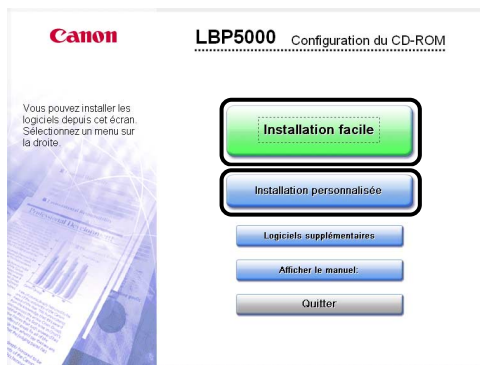 Canon
LBP5000 Configuration du CD-ROM
Vous pouvez installer les
logiciels depuis cet écran.
Sélectionnez un menu sur
la droite.
Installation facile
Installation personnalisée
Logiciels supplémentaires
Afficher le manuel:
Quitter